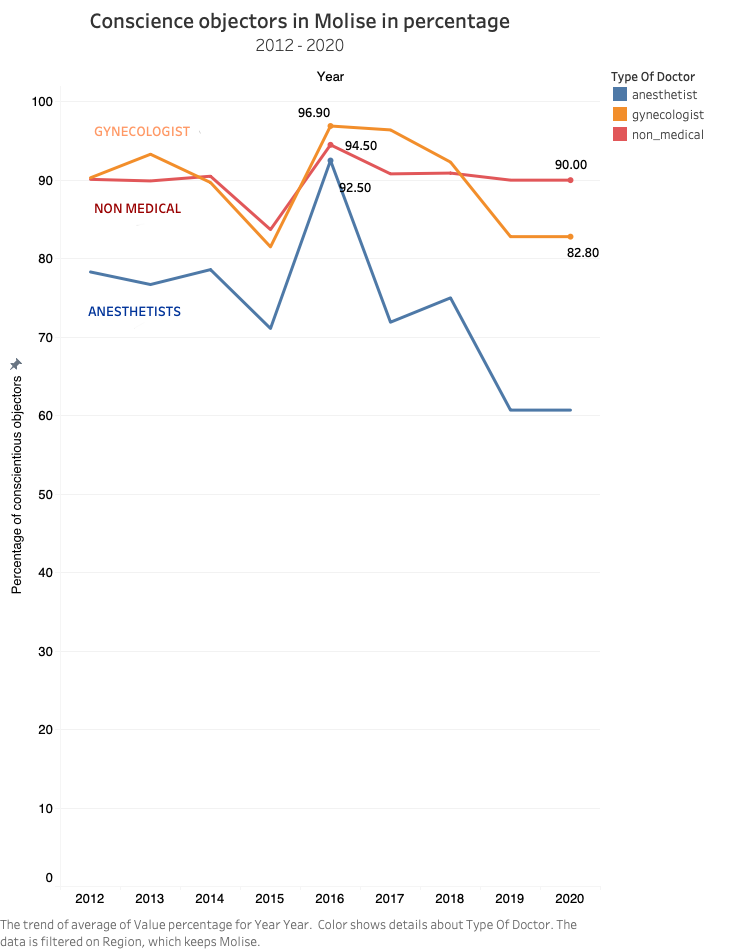 Conscience objectors in Molise in percentage
2012 - 2020
Year
Type Of Doctor
anesthetist
gynecologist
non_medical
100
90
80
70
60
50
40
30
20
10
0
Percentage of conscientious objectors
GYNECOLOGIST
NON MEDICAL
ANESTHETISTS
96.90
94.50
92.50
90.00
82.80
2012 2013 2014 2015 2016 2017 2018 2019 2020
The trend of average of Value percentage for Year Year. Color shows details about Type Of Doctor. The
data is filtered on Region, which keeps Molise.